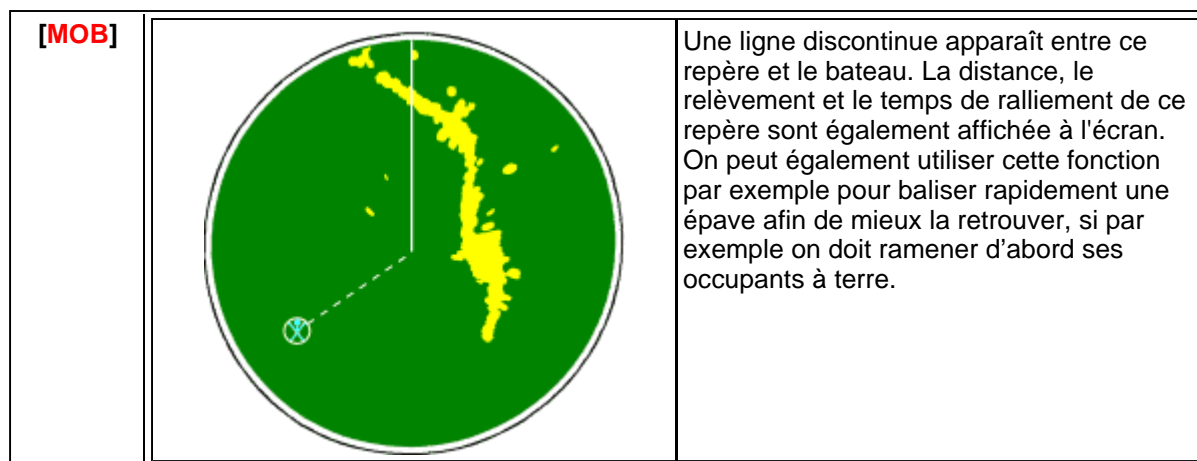 [MOB]
Une ligne discontinue apparaît entre ce
repère et le bateau. La distance, le
relèvement et le temps de ralliement de ce
repère sont également affichée à l'écran.
On peut également utiliser cette fonction
par exemple pour baliser rapidement une
épave afin de mieux la retrouver, si par
exemple on doit ramener d’abord ses
occupants à terre.